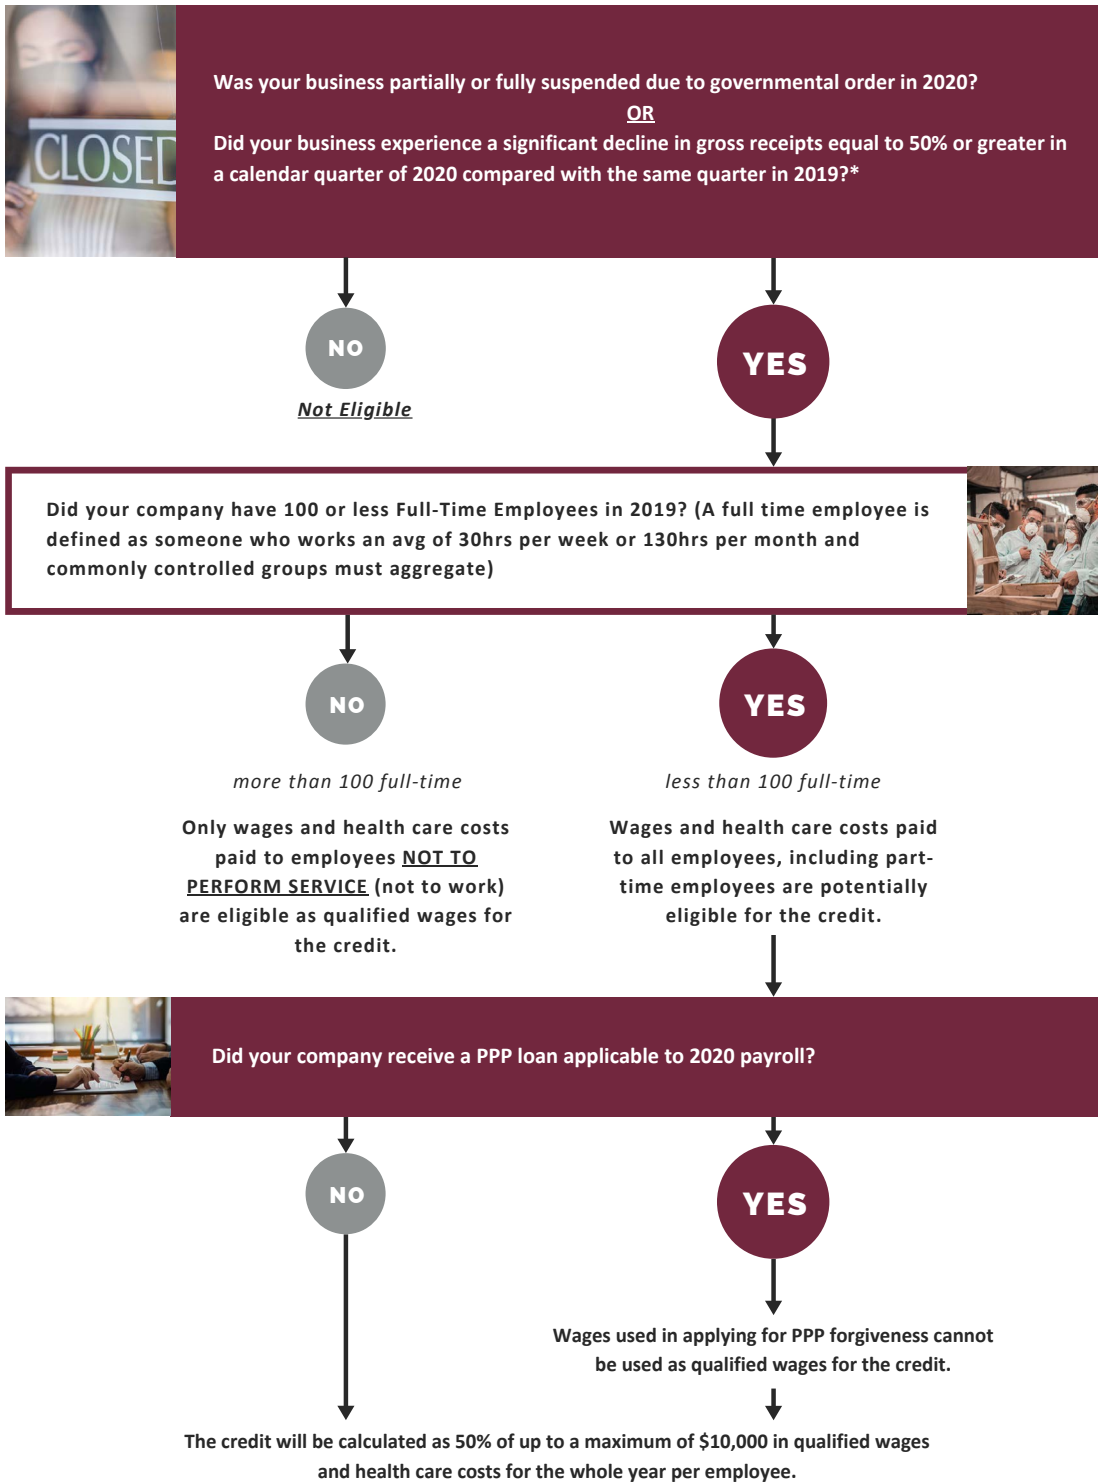 CLOSED
Was your business partially or fully suspended due to governmental order in 2020?
OR
Did your business experience a significant decline in gross receipts equal to 50% or greater in
a calendar quarter of 2020 compared with the same quarter in 2019?*
NO
YES
Not Eligible
Did your company have 100 or less Full-Time Employees in 2019? (A full time employee is
defined as someone who works an avg of 30hrs per week or 130hrs per month and
commonly controlled groups must aggregate)
NO
YES
more than 100 full-time
Only wages and health care costs
paid to employees NOT TO
PERFORM SERVICE (not to work)
are eligible as qualified wages for
the credit.
less than 100 full-time
Wages and health care costs paid
to all employees, including part-
time employees are potentially
eligible for the credit.
Did your company receive a PPP loan applicable to 2020 payroll?
NO
YES
Wages used in applying for PPP forgiveness cannot
be used as qualified wages for the credit.
The credit will be calculated as 50% of up to a maximum of $10,000 in qualified wages
and health care costs for the whole year per employee.